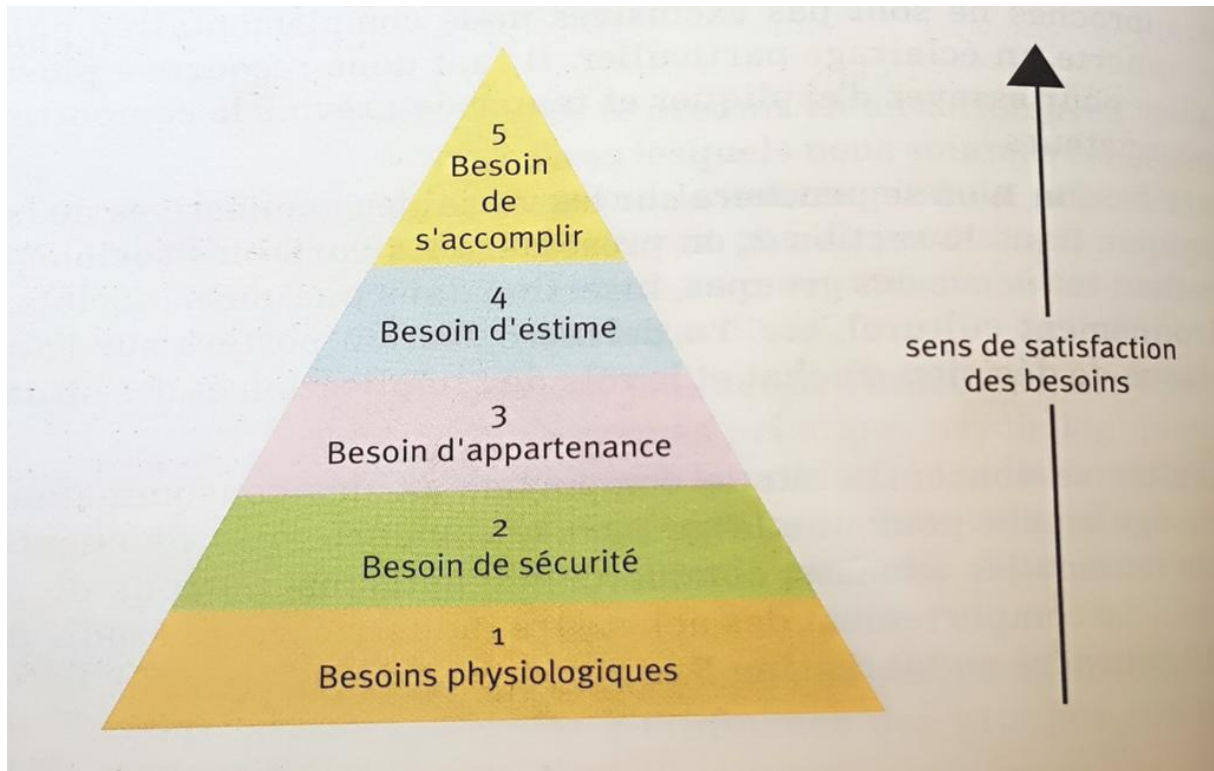 5
Besoin
de
s'accomplir
4
Besoin d'estime
3
Besoin d'appartenance
2
Besoin de sécurité
1
Besoins physiologiques
sens de satisfaction
des besoins